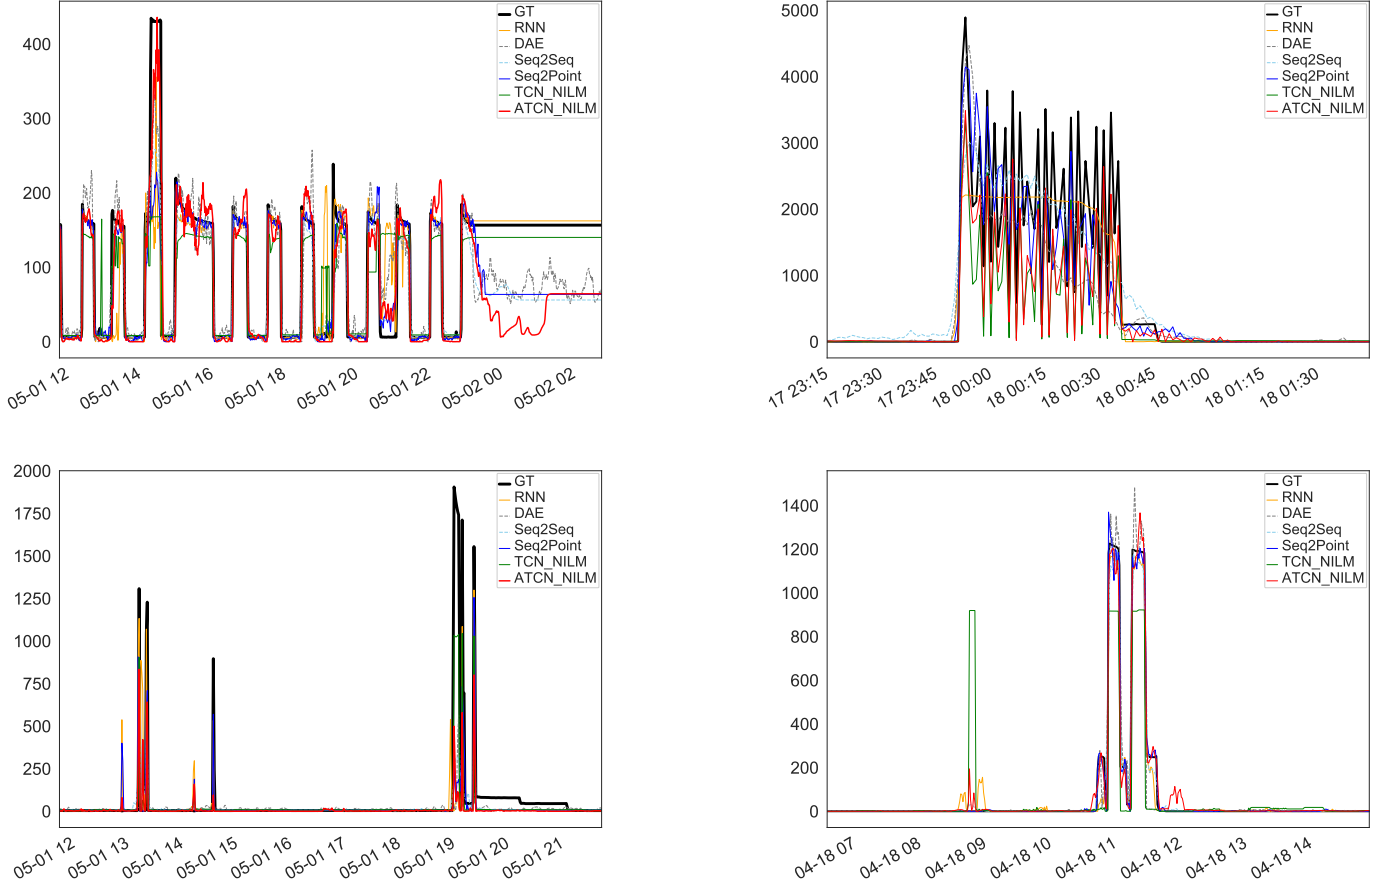 400
300
200
100
0
GT
RNN
DAE
Seq2Seq
Seq2Point
TCN_NILM
ATCN_NILM
05-01 12
05-01 14
05-01 16
05-01 18
05-01 20
05-01 22
05-02 00
05-02 02
5000
4000
3000
2000
1000
0
GT
RNN
DAE
Seq2Seq
Seq2Point
TCN_NILM
ATCN_NILM
17 23:15
17 23:30
17 23:45
18 00:00
18 00:15
18 00:30
18 00:45
18 01:00
18 01:15
18 01:30
2000
1750
1500
1250
1000
750
500
250
0
GT
RNN
DAE
Seq2Seq
Seq2Point
TCN_NILM
ATCN_NILM
05-01 12
05-01 13
05-01 14
05-01 15
05-01 16
05-01 17
05-01 18
05-01 19
05-01 20
05-01 21
1400
1200
1000
800
600
400
200
0
GT
RNN
DAE
Seq2Seq
Seq2Point
TCN_NILM
ATCN_NILM
04-18 07
04-18 08
04-18 09
04-18 10
04-18 11
04-18 12
04-18 13
04-18 14